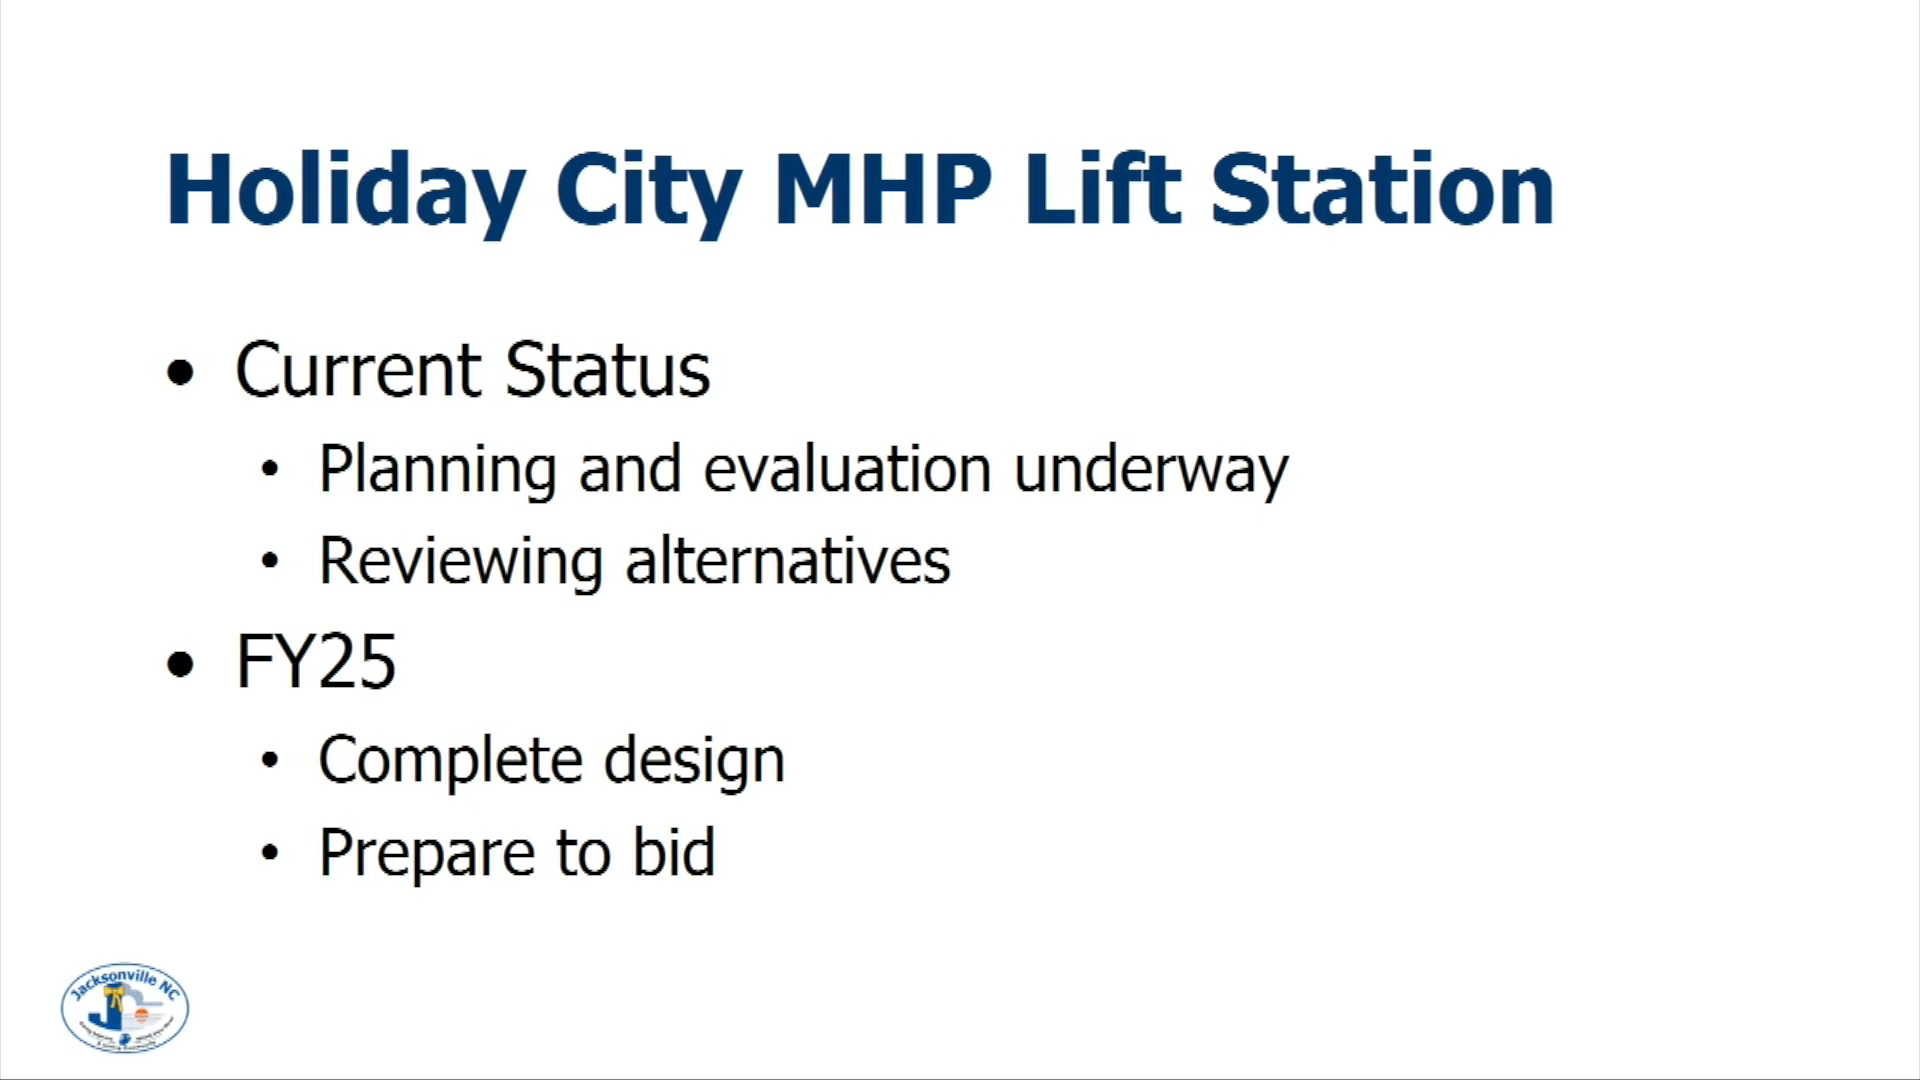 Holiday City MHP Lift Station
• Current Status
• Planning and evaluation underway
• Reviewing alternatives
• FY25
• Complete design
• Prepare to bid
Jacksonville NC